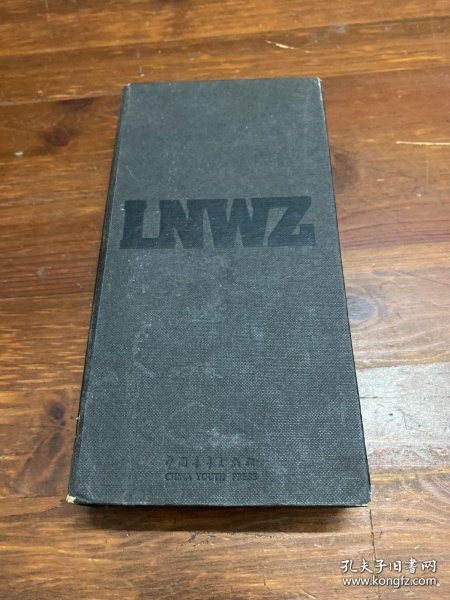 LNWZ
CHINA YOUTH PRESS
孔夫子旧书网
www.kongfz.com